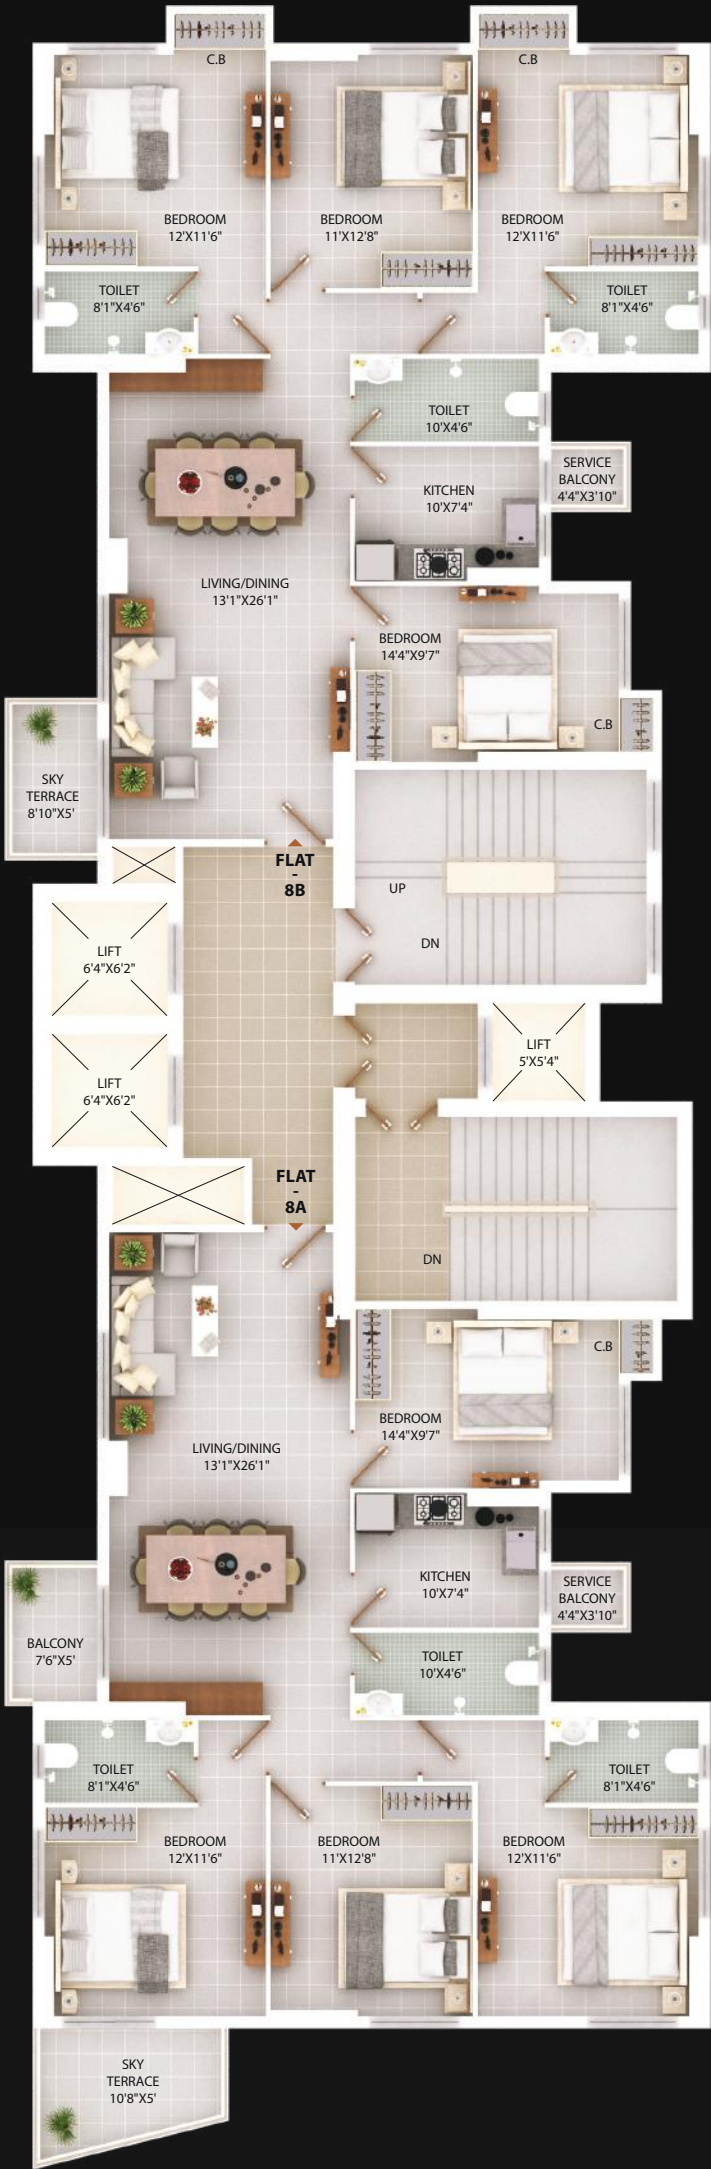 C.B
C.B
BEDROOM
12'X11'6"
BEDROOM
11'X12'8"
BEDROOM
12'X11'6"
TOILET
8'1"X4'6"
TOILET
8'1"X4'6"
TOILET
10'X4'6"
KITCHEN
10'X7'4"
SERVICE
BALCONY
4'4"X3'10"
LIVING/DINING
13'1"X26'1"
BEDROOM
14'4"X9'7"
C.B
SKY
TERRACE
8'10"X5'
FLAT
-
8B
UP
DN
LIFT
6'4"X6'2"
LIFT
5'X5'4"
LIFT
6'4"X6'2"
FLAT
-
8A
DN
C.B
BEDROOM
14'4"X9'7"
LIVING/DINING
13'1"X26'1"
KITCHEN
10'X7'4"
SERVICE
BALCONY
4'4"X3'10"
BALCONY
7'6"X5'
TOILET
10'X4'6"
TOILET
8'1"X4'6"
TOILET
8'1"X4'6"
BEDROOM
12'X11'6"
BEDROOM
11'X12'8"
BEDROOM
12'X11'6"
SKY
TERRACE
10'8"X5'